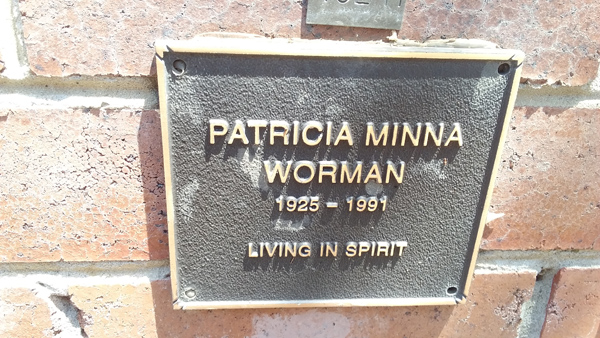 PATRICIA MINNA
WORMAN
1925 - 1991
LIVING IN SPIRIT